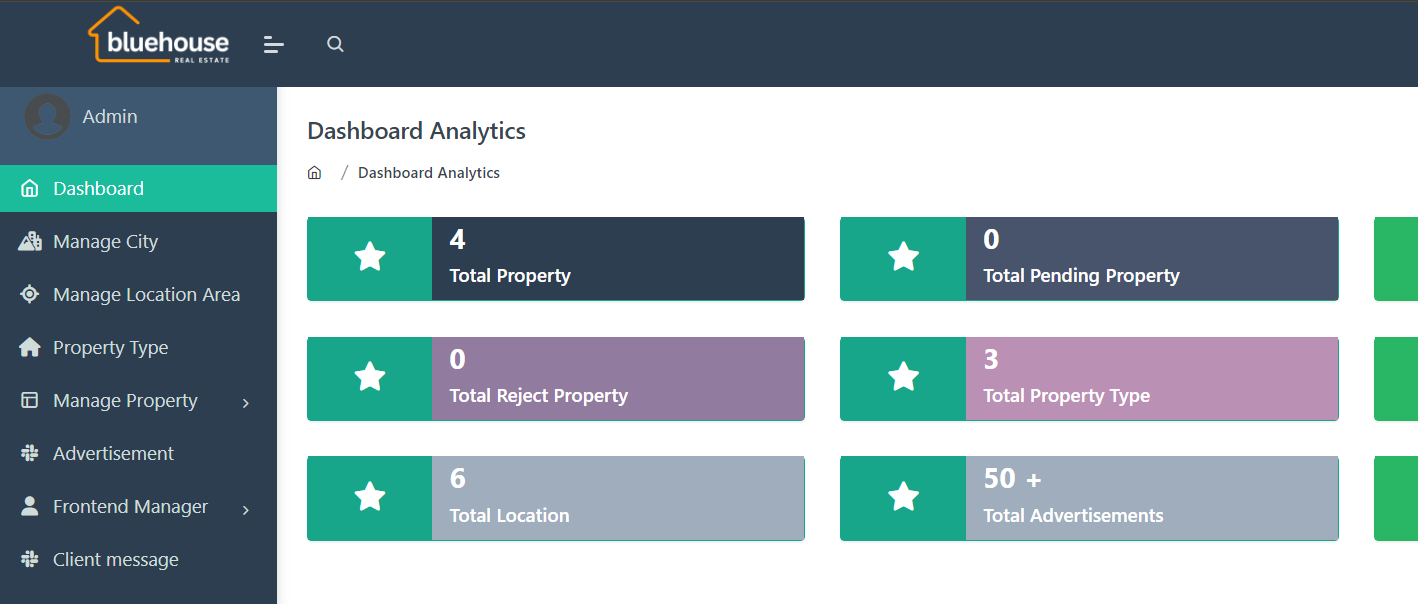 bluehouse
REAL ESTATE
Admin
Dashboard
Manage City
Manage Location Area
Property Type
Manage Property
Advertisement
Frontend Manager
Client message
Dashboard Analytics
/ Dashboard Analytics
4
Total Property
0
Total Pending Property
0
Total Reject Property
3
Total Property Type
6
Total Location
50 +
Total Advertisements